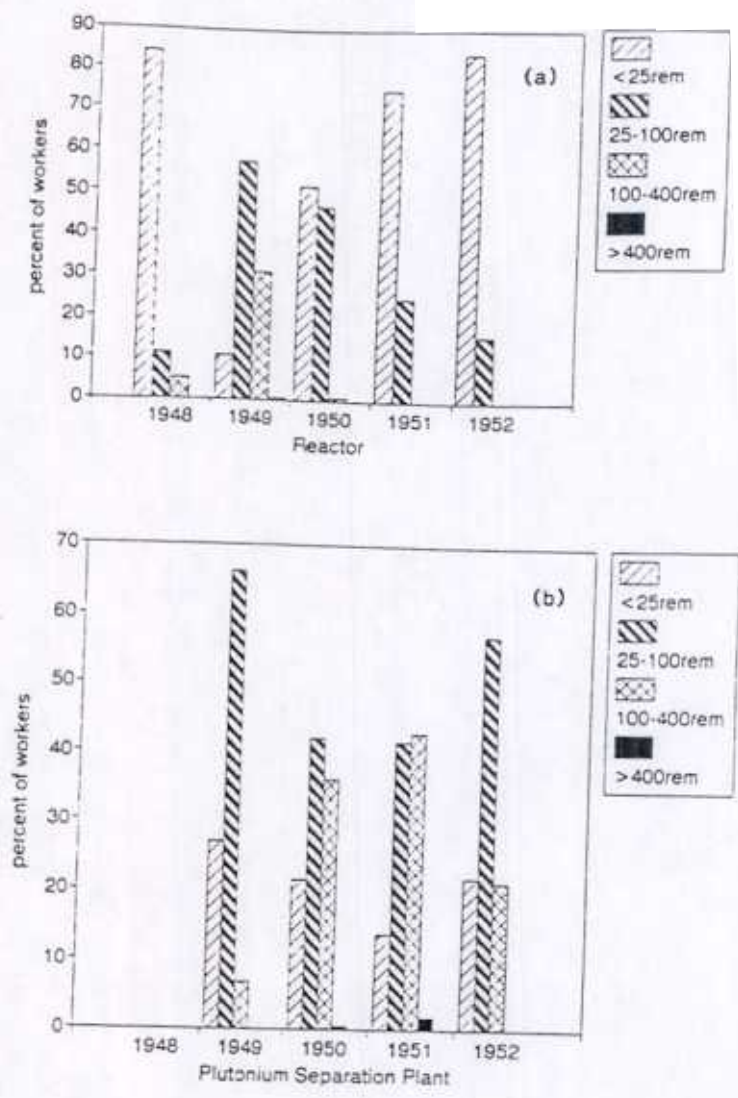 90
80
70
60
50
40
30
20
10
0
percent of workers
(a)
1948 1949 1950 1951 1952
Reactor
<25rem
25-100rem
100-400rem
>400rem
70
60
50
40
30
20
10
0
percent of workers
(b)
1948 1949 1950 1951 1952
Plutonium Separation Plant
<25rem
25-100rem
100-400rem
>400rem